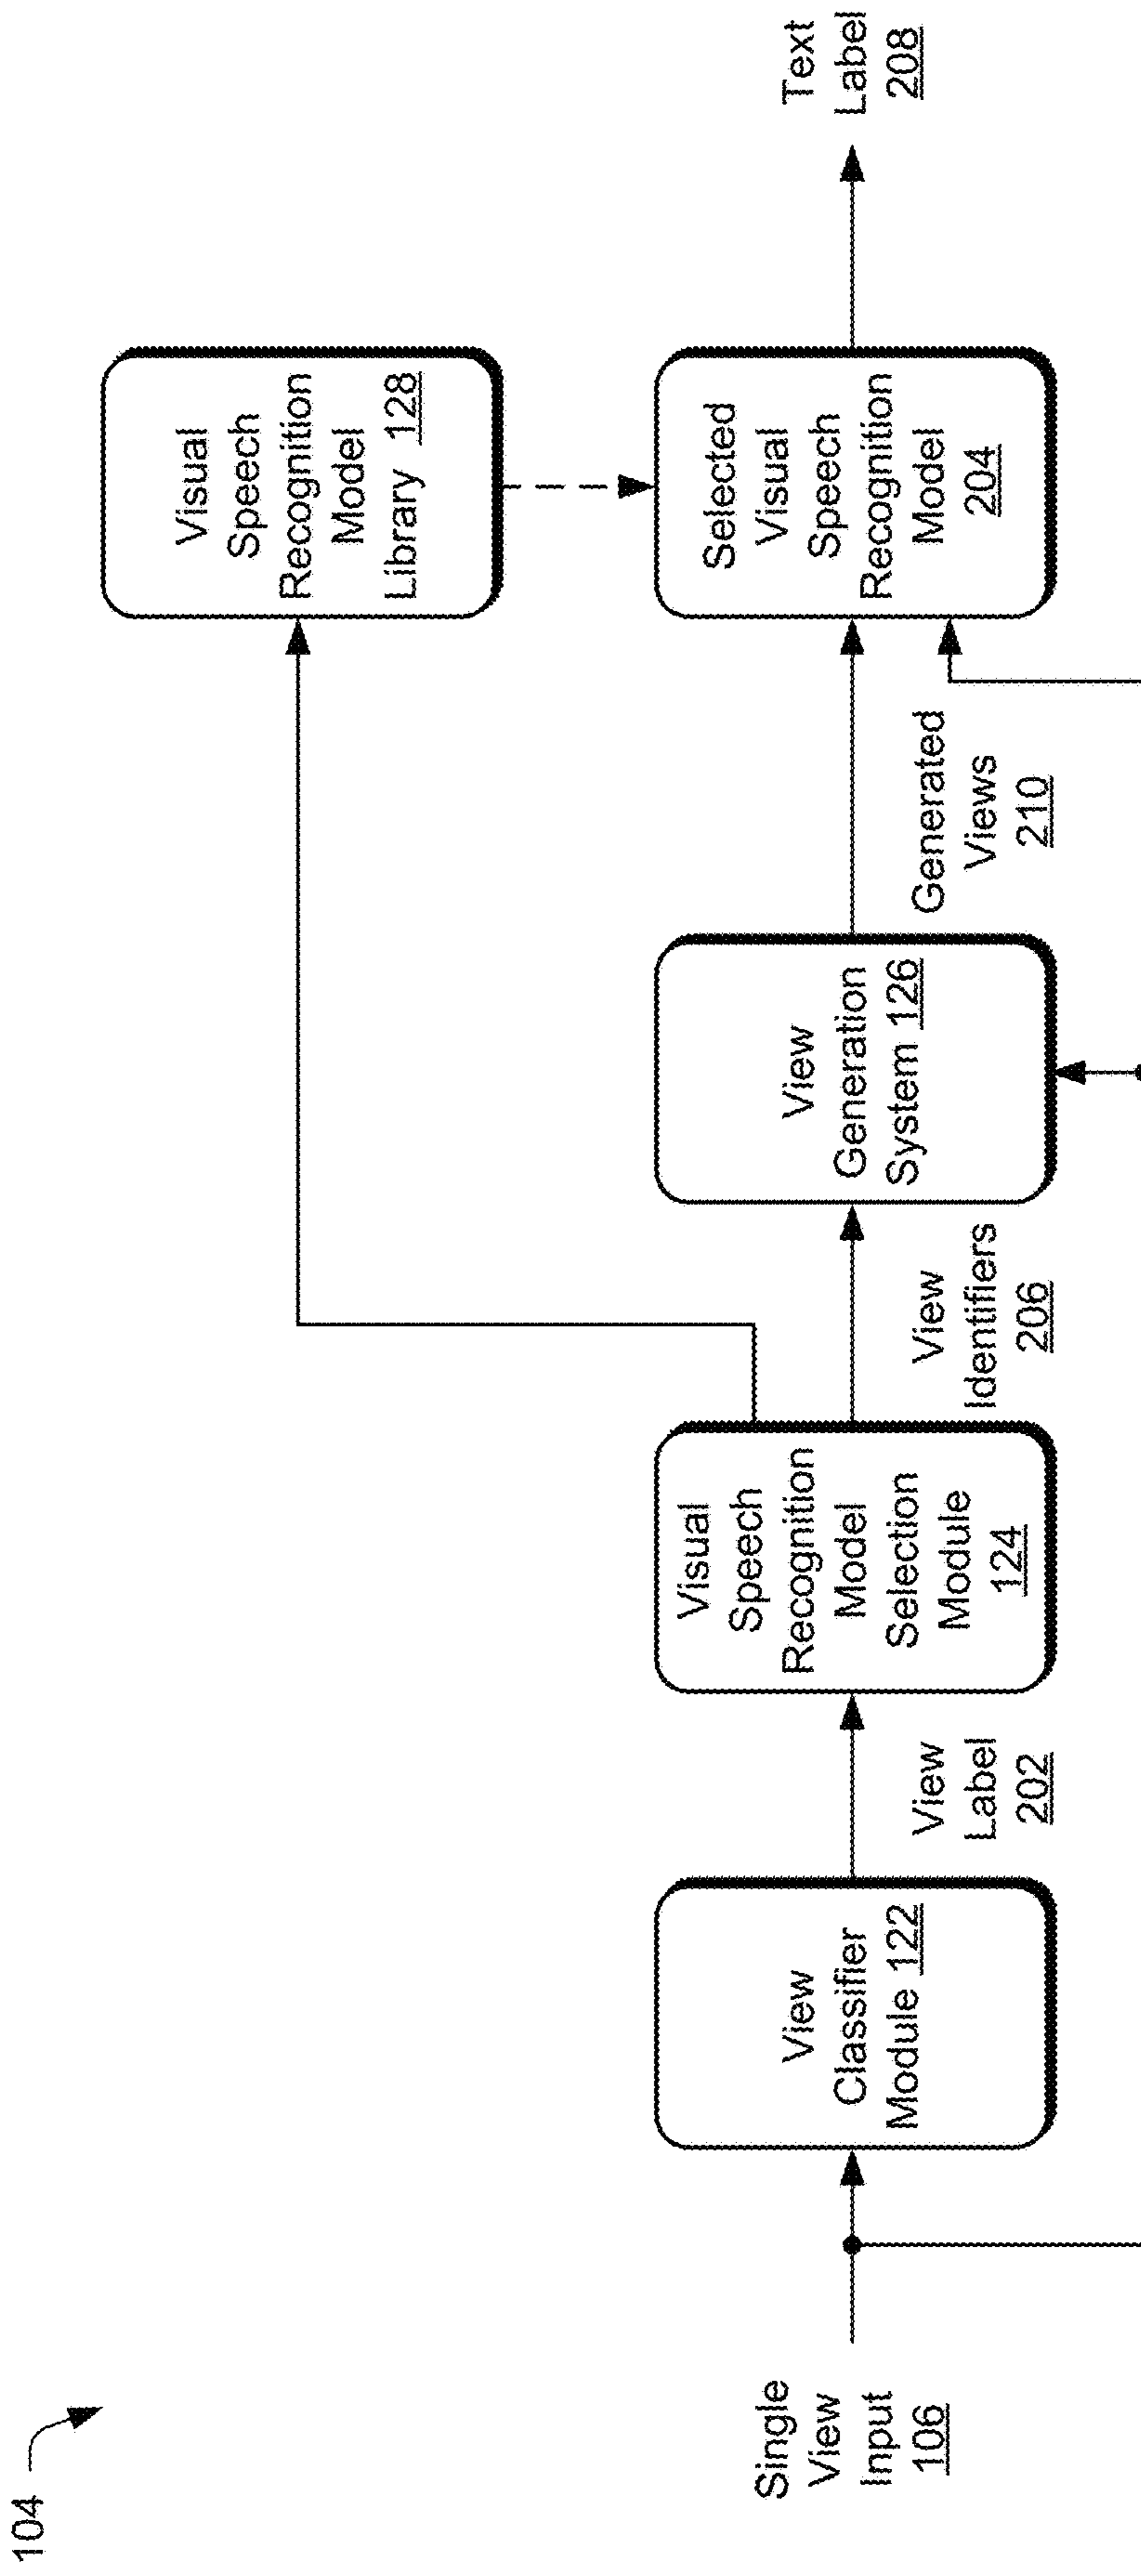 104
Single
View
Input
106
View
Classifier
Module 122
View
Label
202
Visual
Speech
Recognition
Model
Selection
Module
124
View
Identifiers
206
View
Generation
System 126
Generated
Views
210
Visual
Speech
Recognition
Model
Library 128
Selected
Visual
Speech
Recognition
Model
204
Text
Label
208